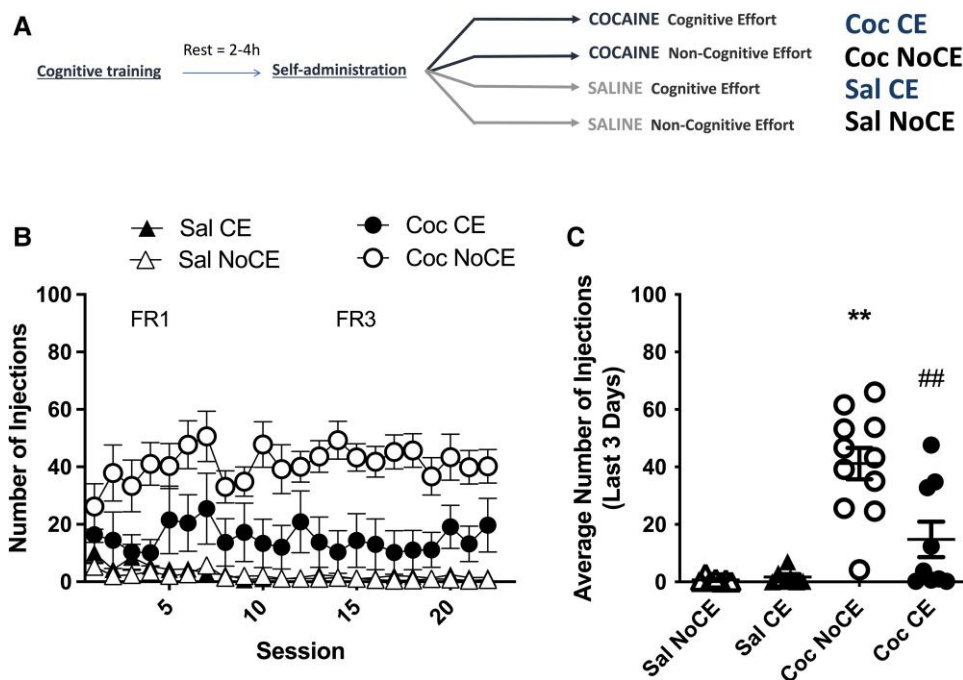 A
Cognitive training
Rest = 2-4h
Self-administration
COCAINE Cognitive Effort
COCAINE Non-Cognitive Effort
SALINE Cognitive Effort
SALINE Non-Cognitive Effort
Coc CE
Coc NoCE
Sal CE
Sal NoCE
B
Sal CE
Sal NoCE
Coc CE
Coc NoCE
Number of Injections
100
80
60
40
20
0
FR1
FR3
5
10
15
20
Session
C
Average Number of Injections
(Last 3 Days)
100
80
60
40
20
0
**
##
Sal NoCE
Sal CE
Coc NoCE
Coc CE